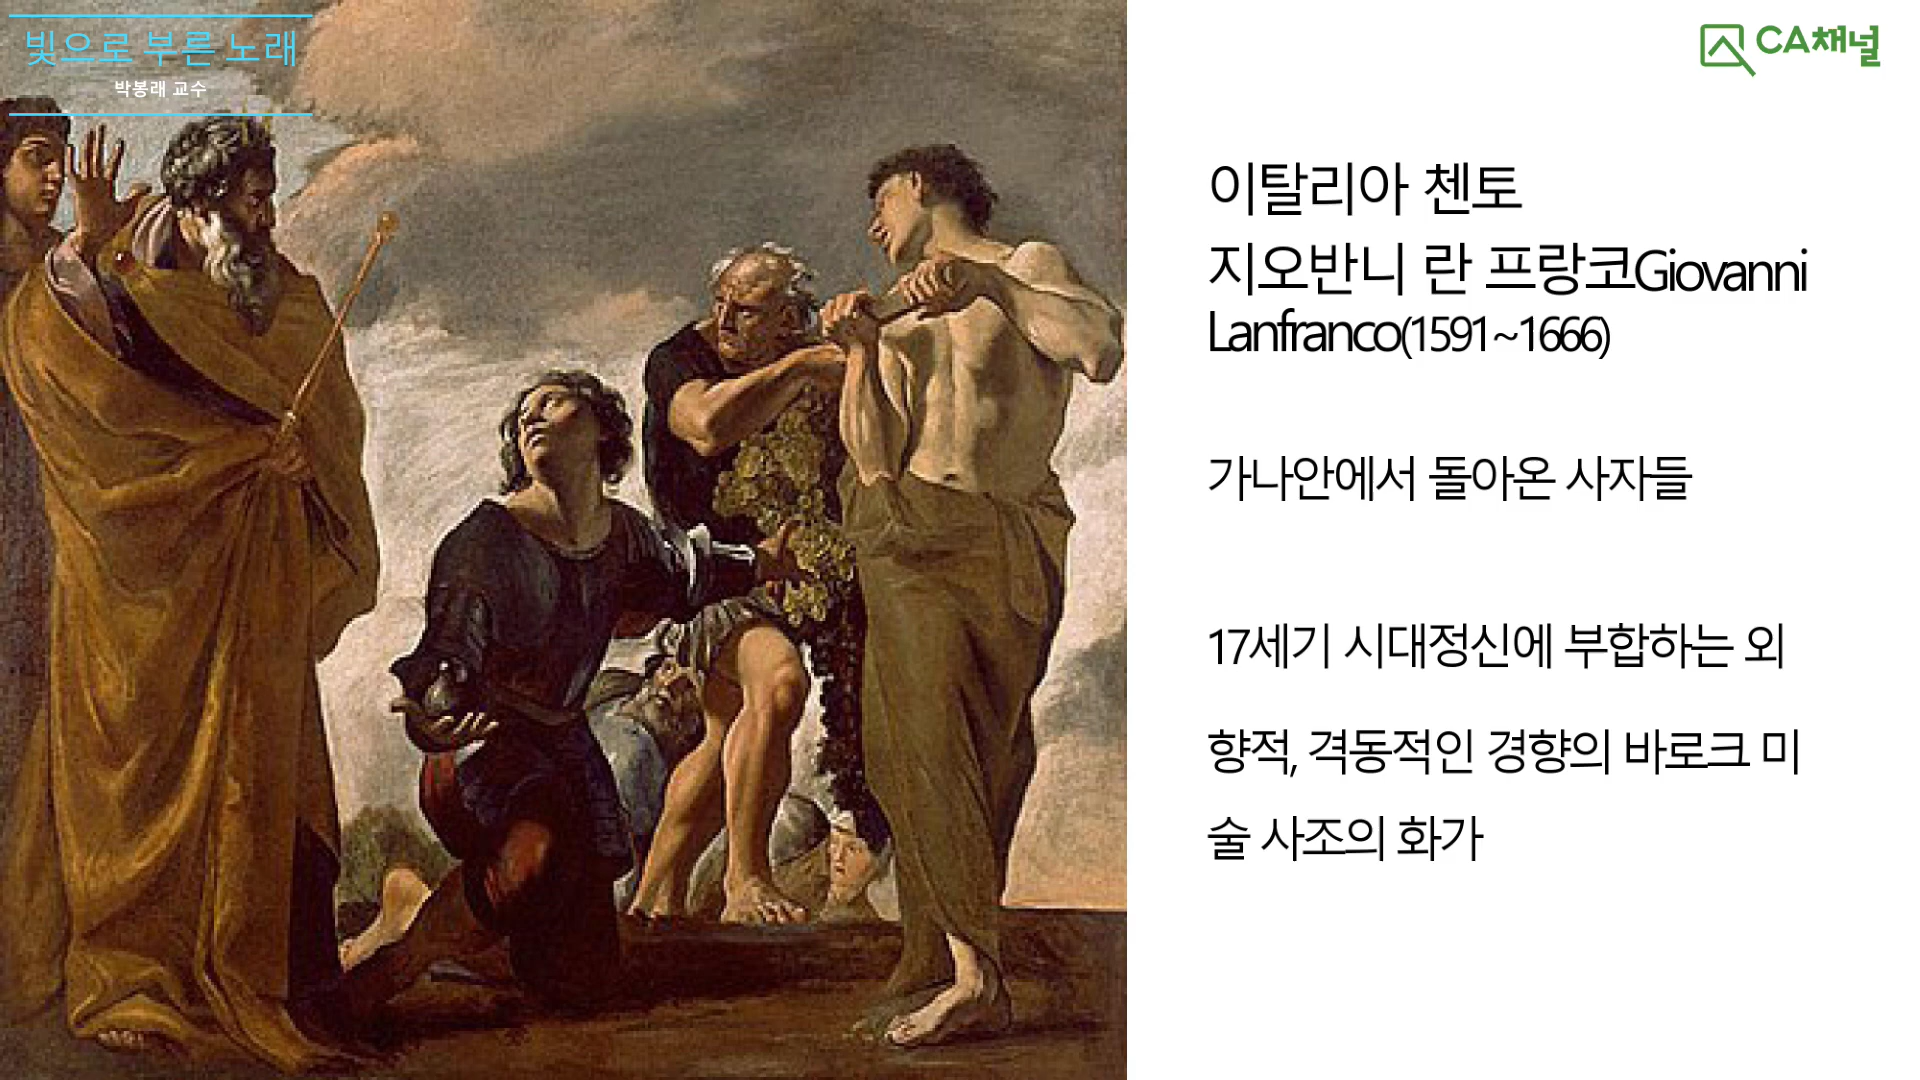 빛으로 부른 노래
박봉래 교수
CA채널
이탈리아 첸토
지오반니 란 프랑코Giovanni
Lanfranco(1591~1666)
가나안에서 돌아온 사자들
17세기 시대정신에 부합하는 외
향적, 격동적인 경향의 바로크 미
술 사조의 화가